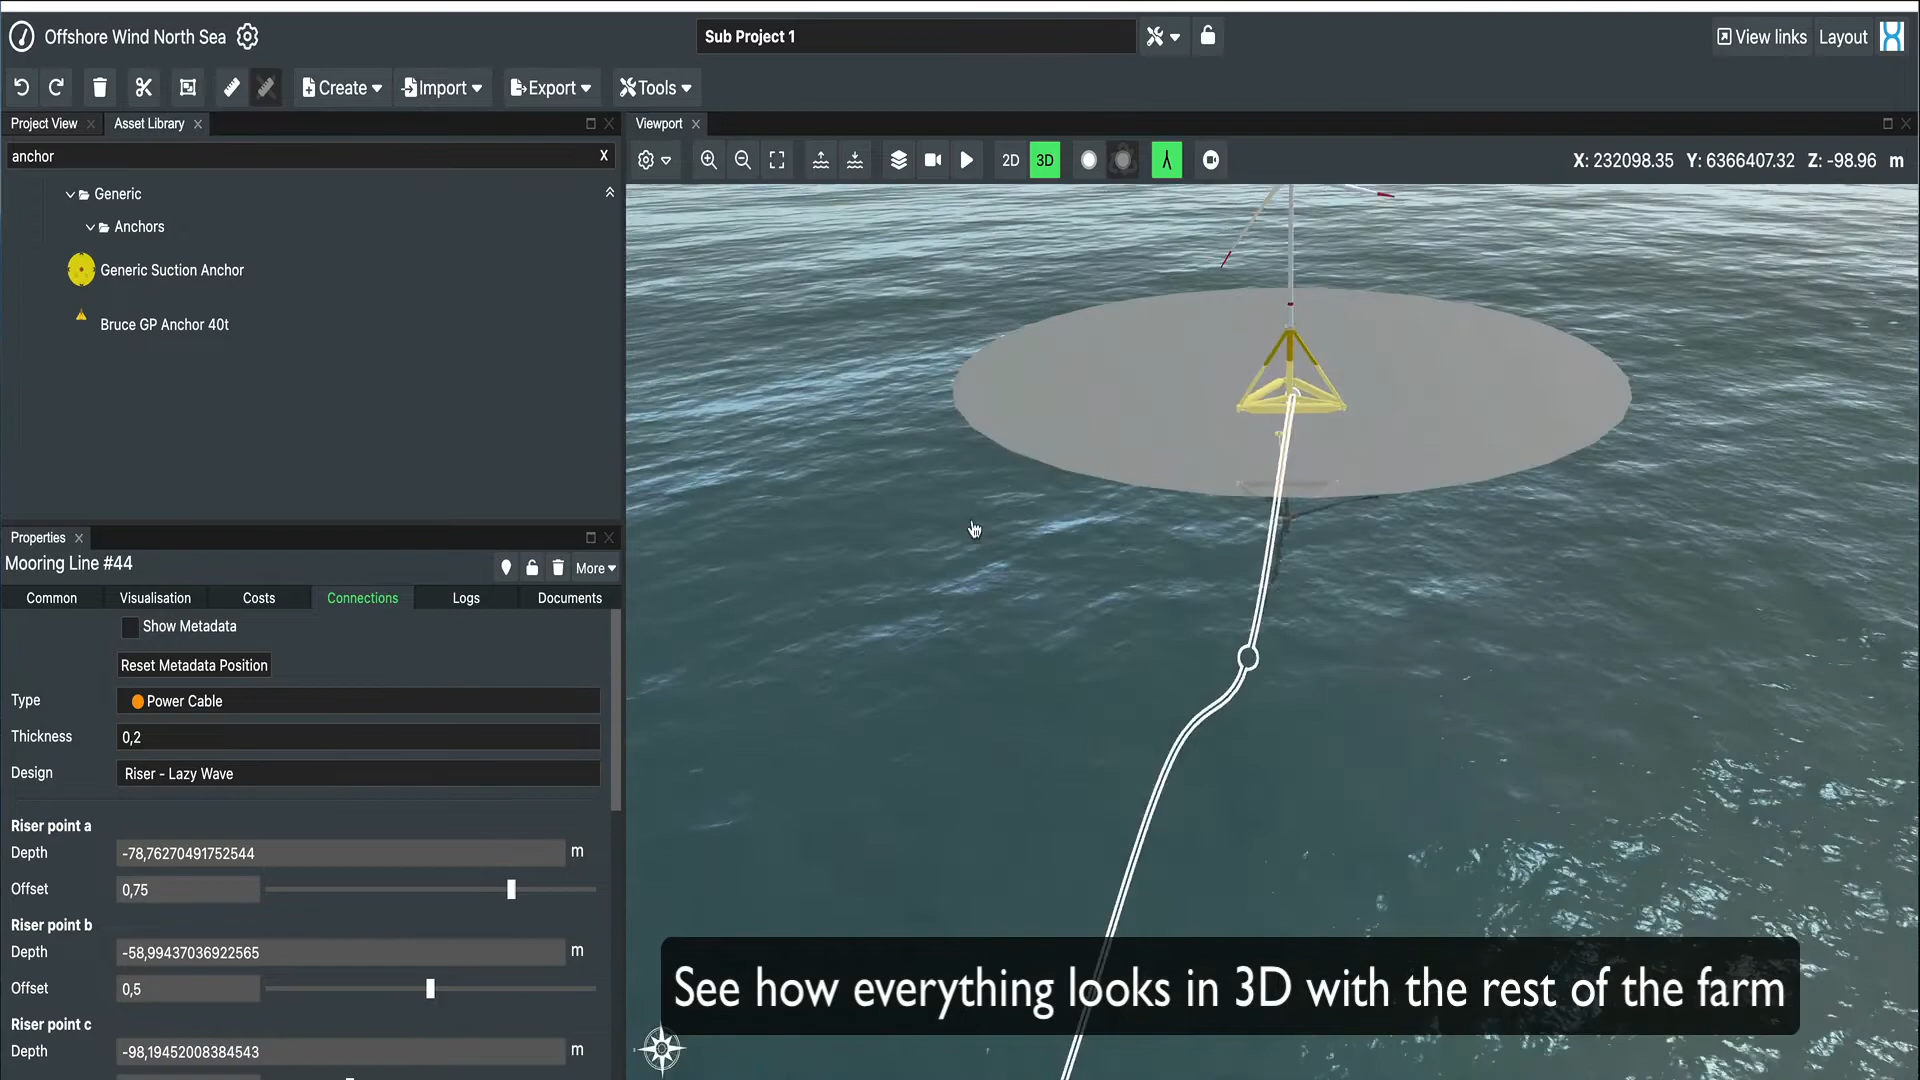 Offshore Wind North Sea
Sub Project 1
View links
Layout
Create
Import
Export
Tools
Project View
Asset Library
Viewport
anchor
X
2D
3D
X: 232098.35 Y: 6366407.32 Z: -98.96 m
Generic
Anchors
Generic Suction Anchor
Bruce GP Anchor 40t
Properties
Mooring Line #44
More
Common
Visualisation
Costs
Connections
Logs
Documents
Show Metadata
Reset Metadata Position
Type
Power Cable
Thickness
0,2
Design
Riser - Lazy Wave
Riser point a
Depth
-78,76270491752544
m
Offset
0,75
Riser point b
Depth
-58,99437036922565
m
Offset
0,5
Riser point c
Depth
-98,19452008384543
m
See how everything looks in 3D with the rest of the farm